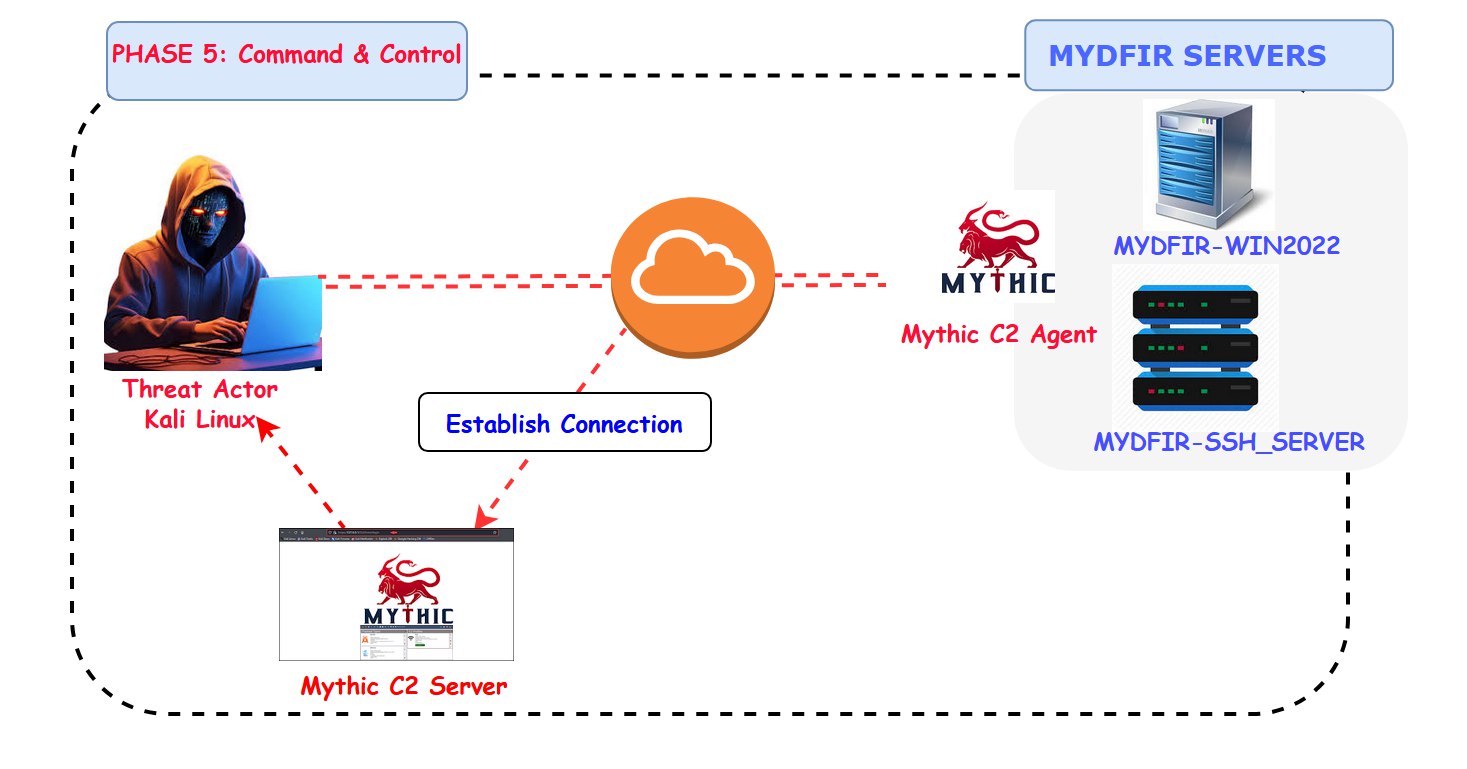 PHASE 5: Command & Control
MYDFIR SERVERS
MYTHIC
MYDFIR-WIN2022
Mythic C2 Agent
Threat Actor
Kali Linux
Establish Connection
MYDFIR-SSH_SERVER
MYTHIC
Mythic C2 Server